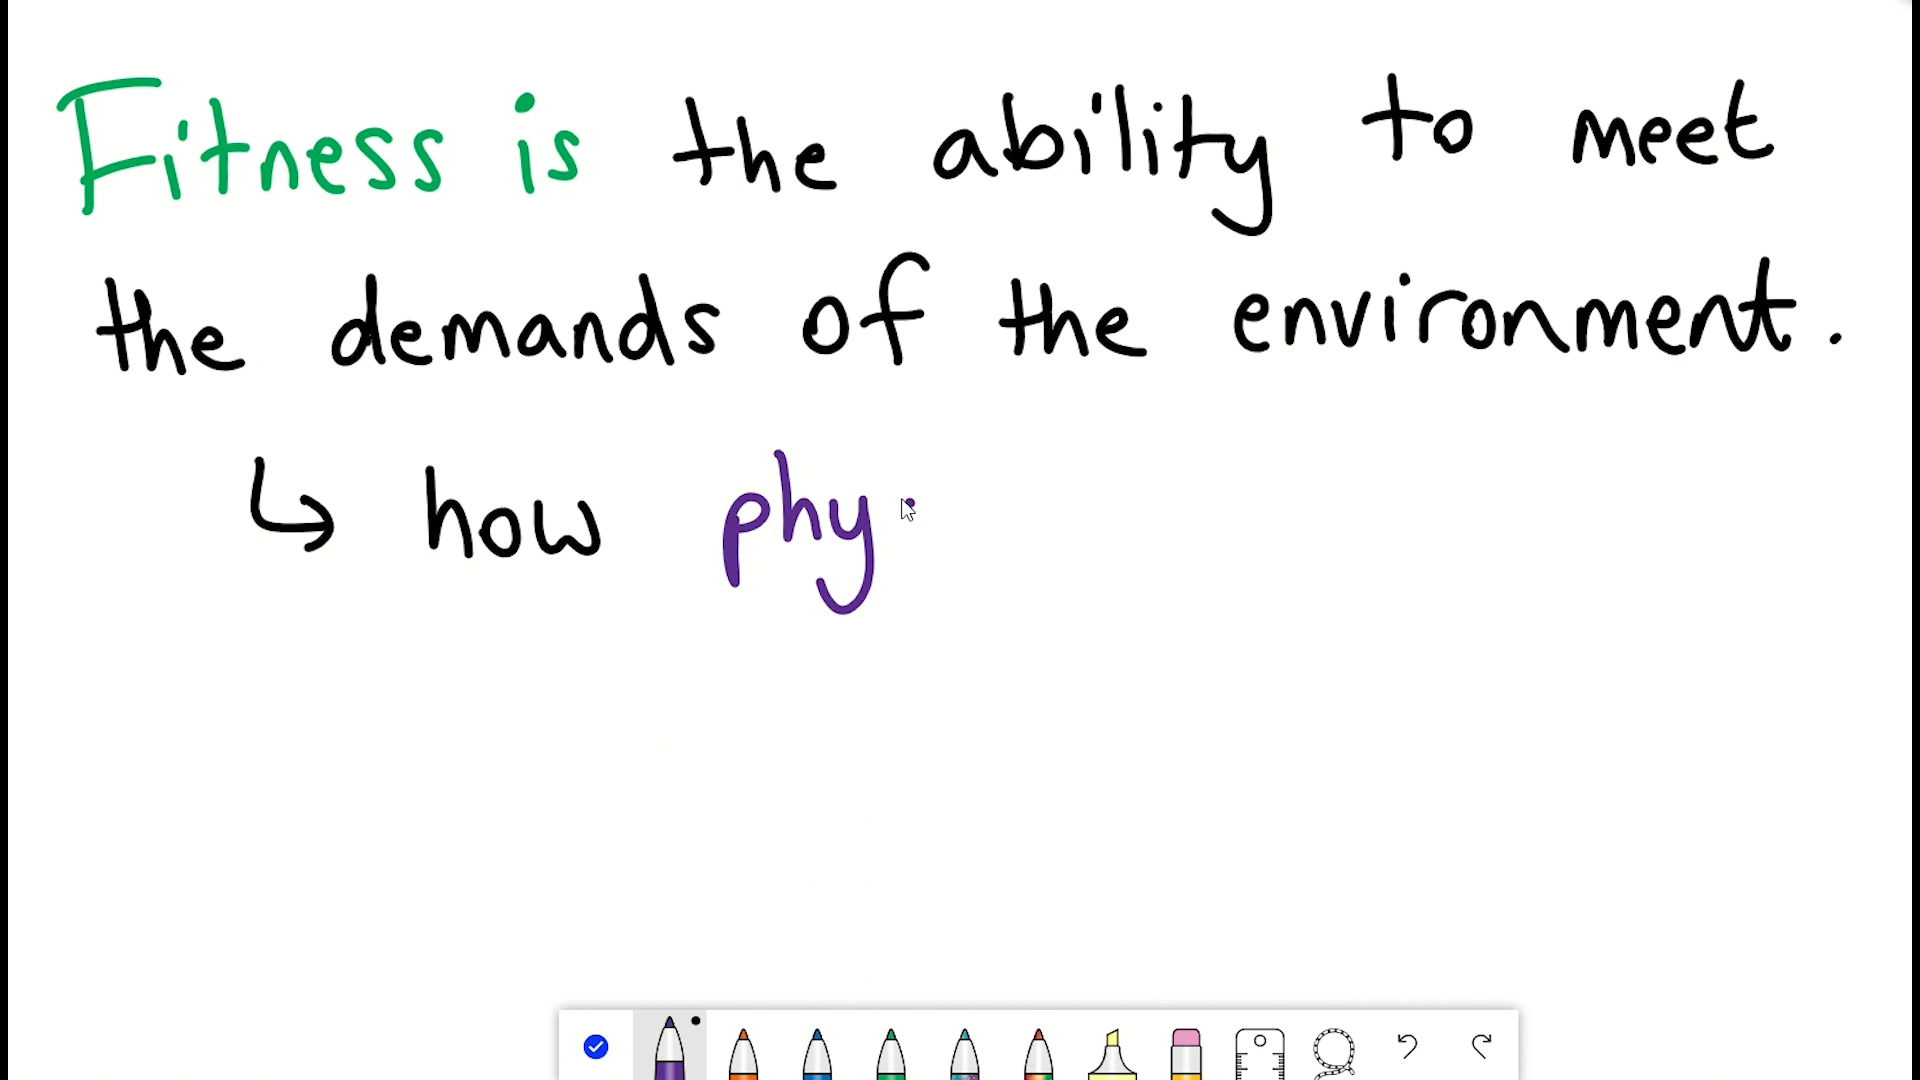 Fitness is the ability to meet
the demands of the environment.
↳ how phy